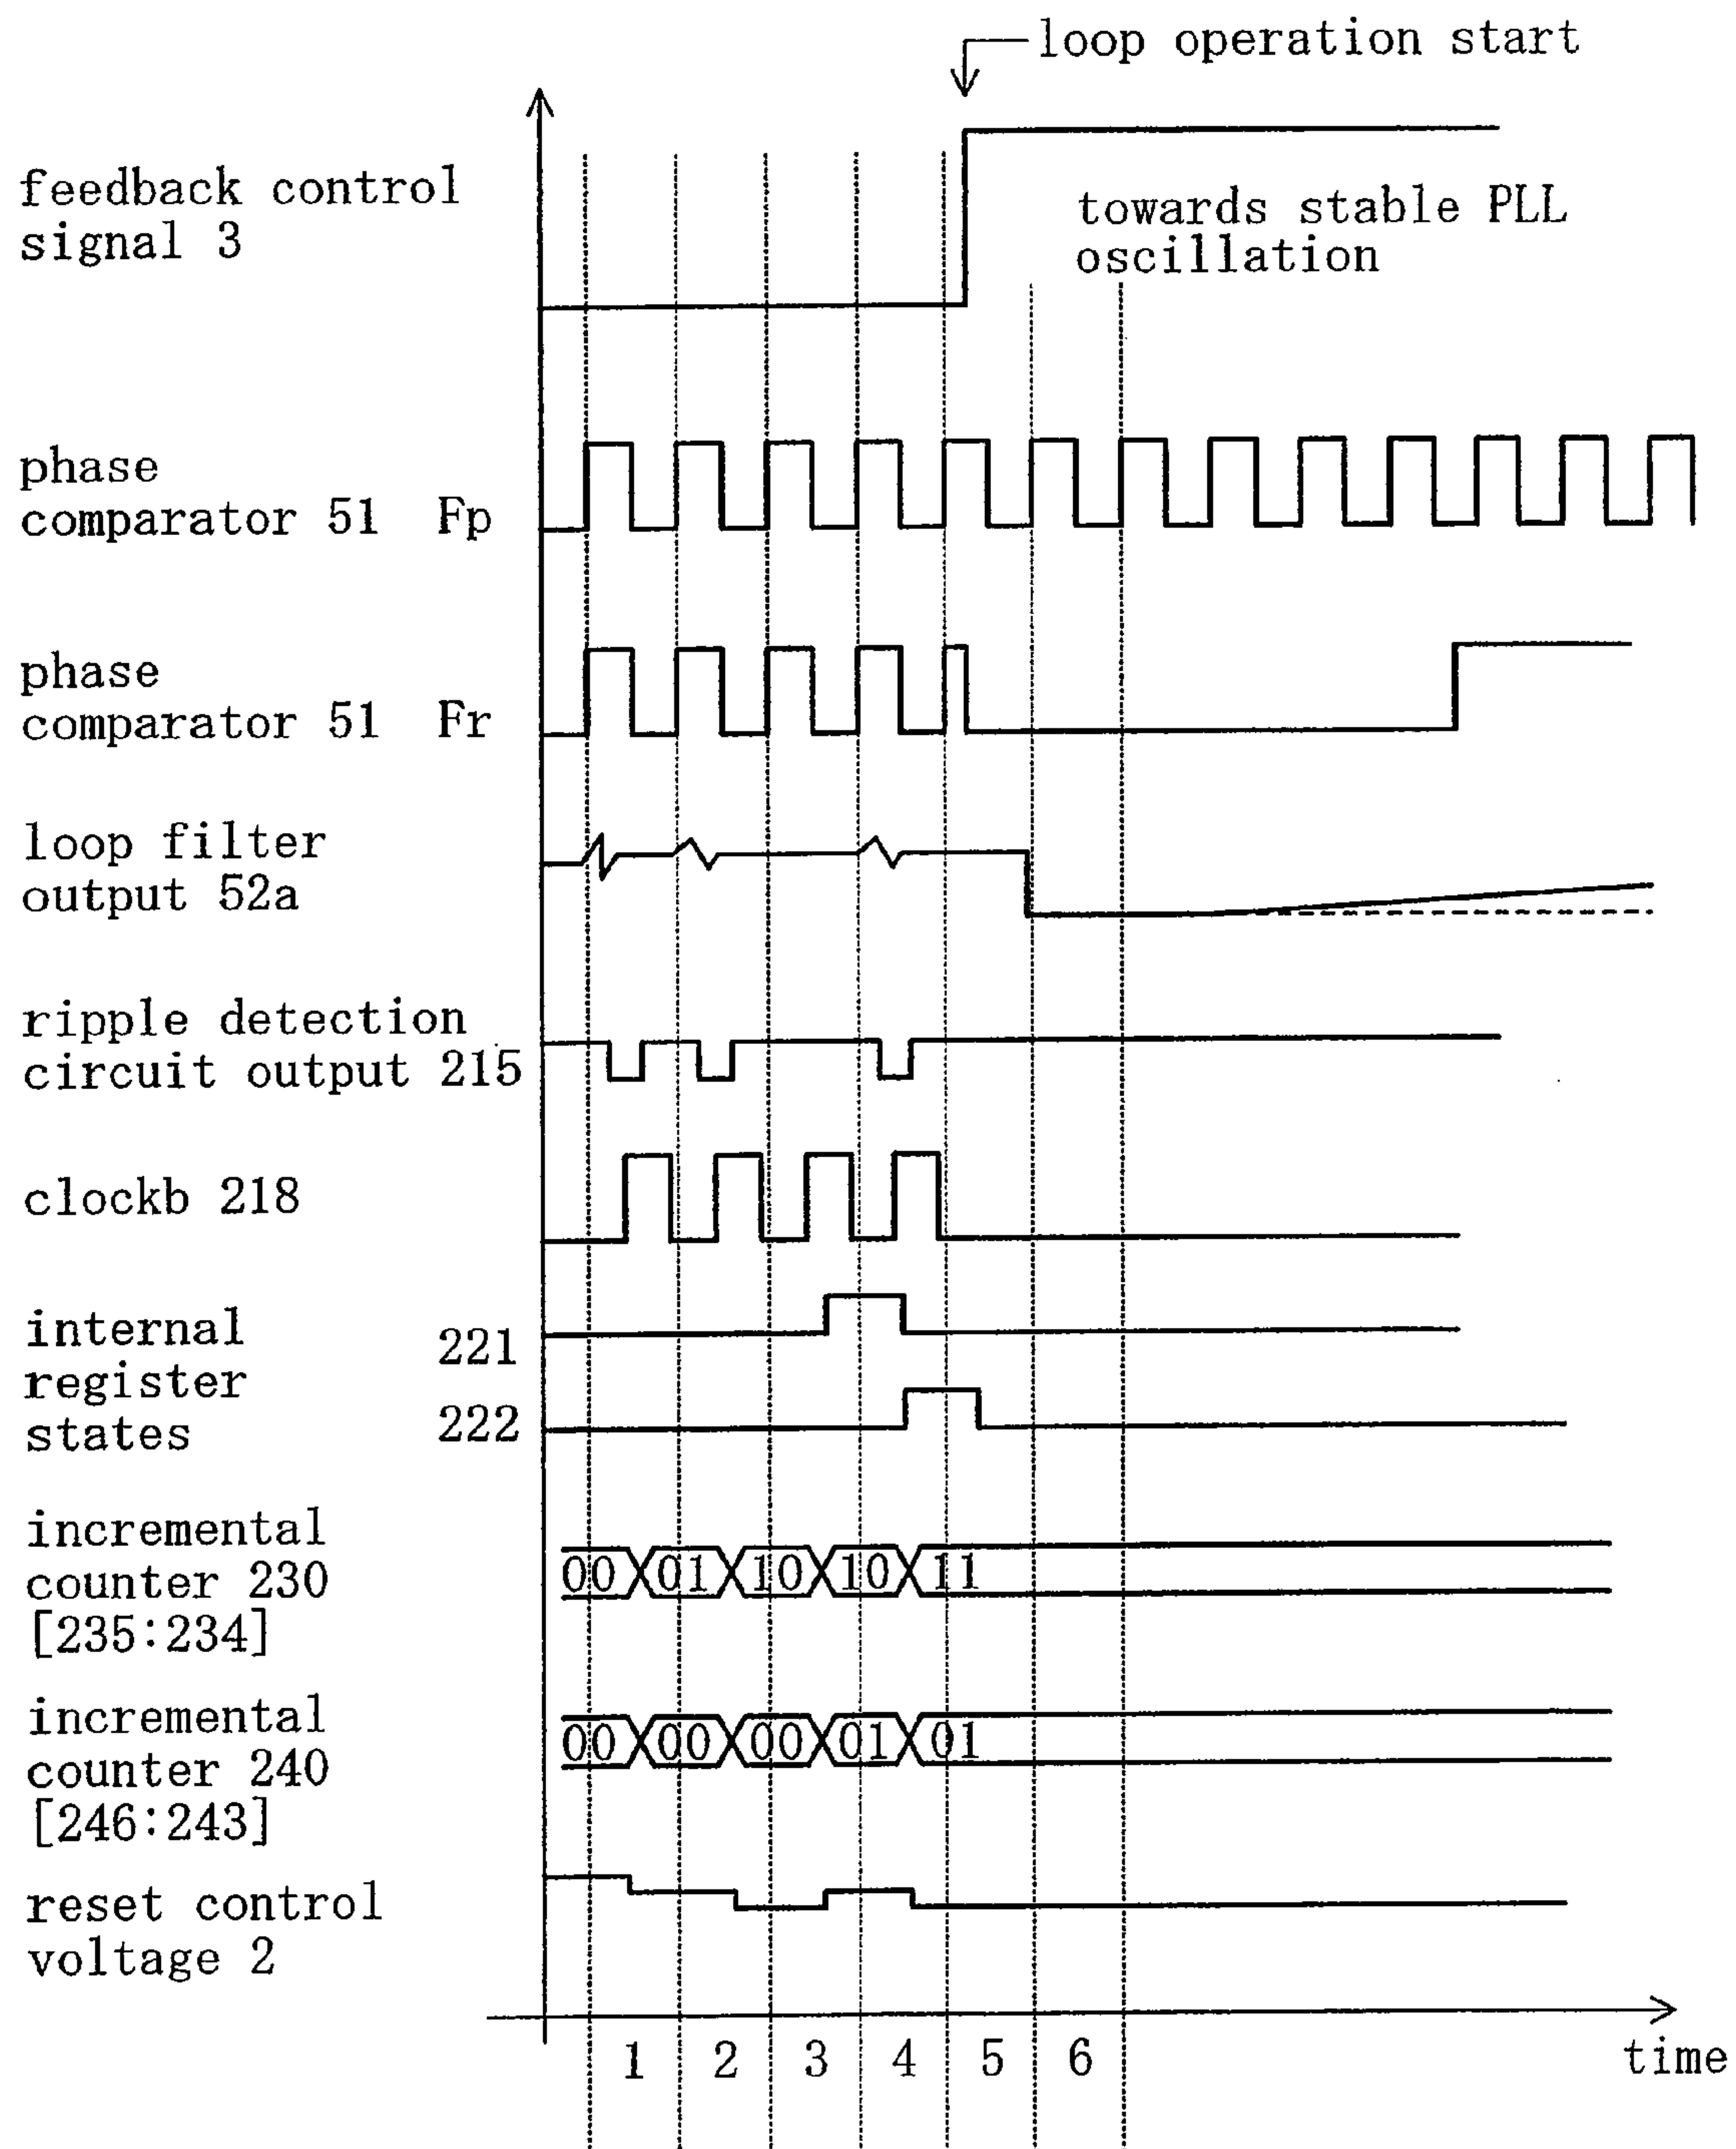 loop operation start
feedback control
signal 3
towards stable PLL
oscillation
phase
comparator 51 Fp
phase
comparator 51 Fr
loop filter
output 52a
ripple detection
circuit output 215
clockb 218
internal
register
states
221
222
incremental
counter 230
[235:234]
00 01 10 10 11
incremental
counter 240
[246:243]
00 00 00 01 01
reset control
voltage 2
1 2 3 4 5 6
time